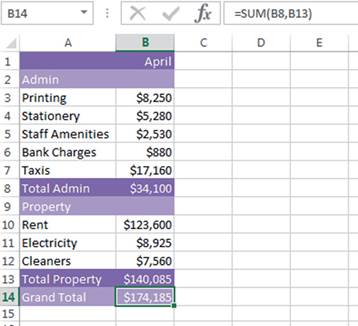 B14 fx =SUM(B8,B13)
A B C D E
1 April
2 Admin
3 Printing $8,250
4 Stationery $5,280
5 Staff Amenities $2,530
6 Bank Charges $880
7 Taxis $17,160
8 Total Admin $34,100
9 Property
10 Rent $123,600
11 Electricity $8,925
12 Cleaners $7,560
13 Total Property $140,085
14 Grand Total $174,185
15